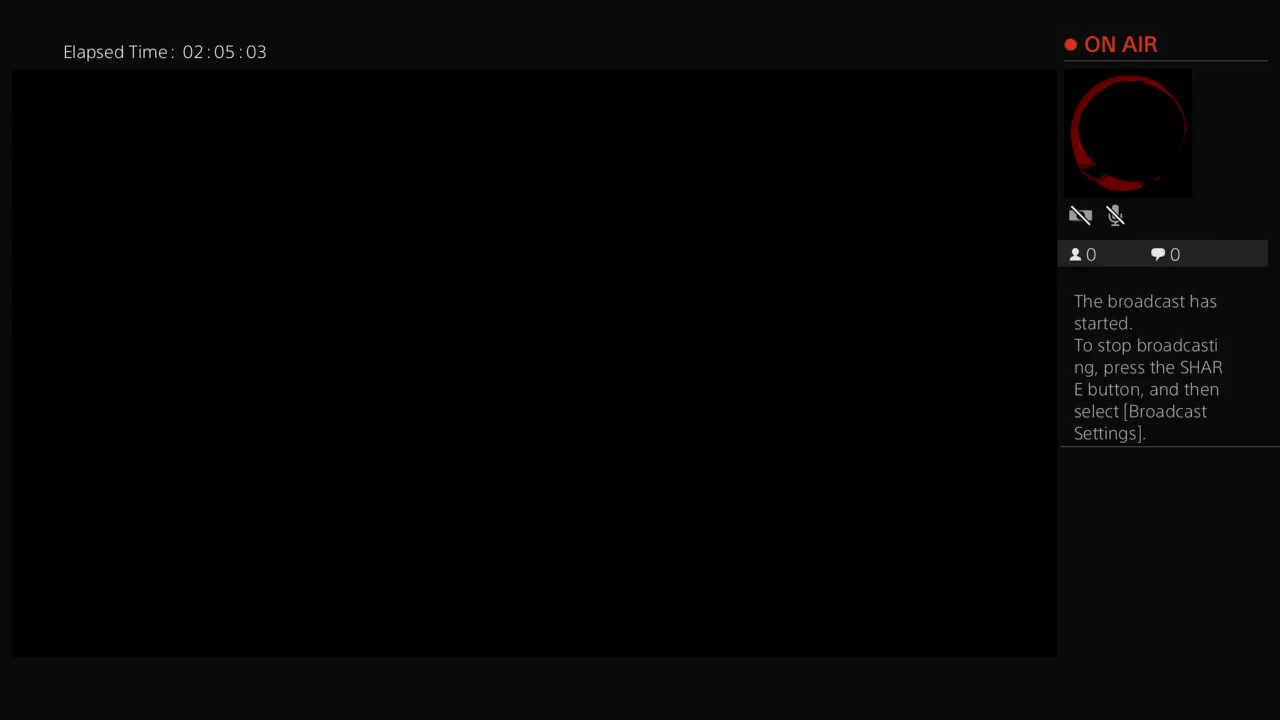 Elapsed Time: 02:05:03
ON AIR
0 0
The broadcast has
started.
To stop broadcasti
ng, press the SHAR
E button, and then
select [Broadcast
Settings].